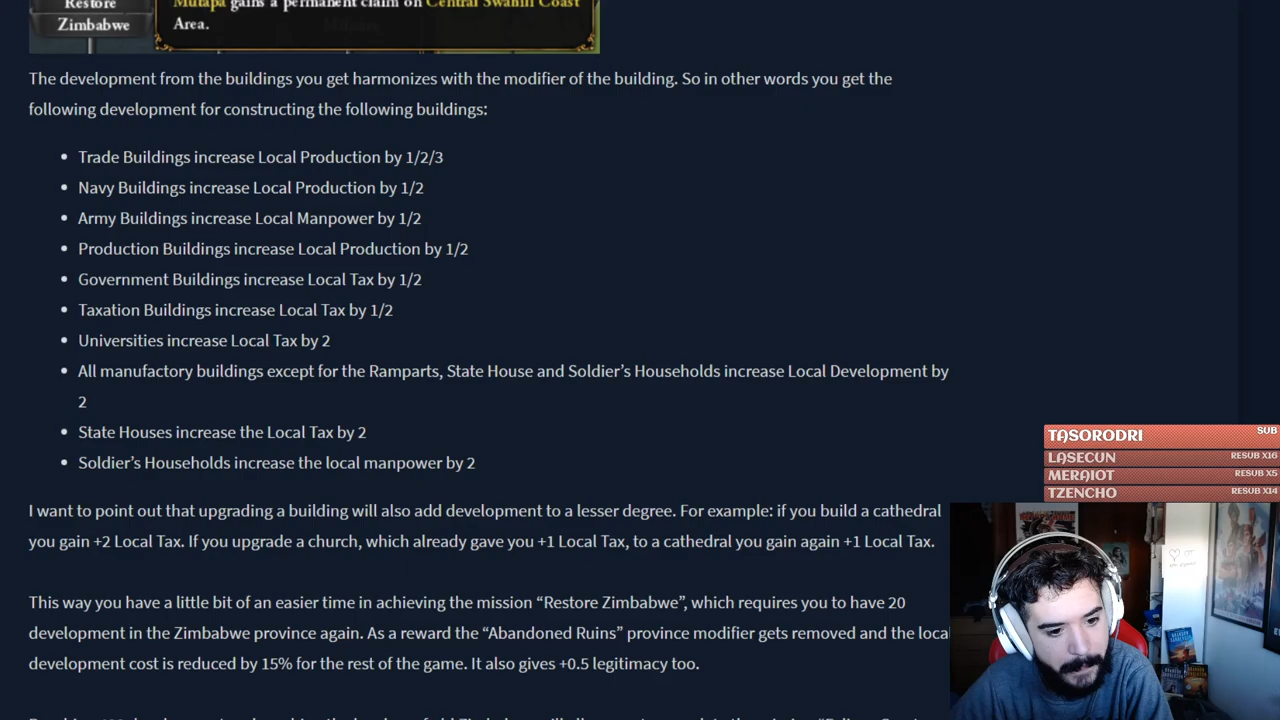 Restore
Zimbabwe
Mutapa gains a permanent claim on Central Swahili Coast
Area.
The development from the buildings you get harmonizes with the modifier of the building. So in other words you get the
following development for constructing the following buildings:
Trade Buildings increase Local Production by 1/2/3
Navy Buildings increase Local Production by 1/2
Army Buildings increase Local Manpower by 1/2
Production Buildings increase Local Production by 1/2
Government Buildings increase Local Tax by 1/2
Taxation Buildings increase Local Tax by 1/2
Universities increase Local Tax by 2
All manufactory buildings except for the Ramparts, State House and Soldier’s Households increase Local Development by
2
State Houses increase the Local Tax by 2
Soldier’s Households increase the local manpower by 2
TASORODRI SUB
LASECUN RESUB X16
MERAIOT RESUB X5
TZENCHO RESUB X14
I want to point out that upgrading a building will also add development to a lesser degree. For example: if you build a cathedral
you gain +2 Local Tax. If you upgrade a church, which already gave you +1 Local Tax, to a cathedral you gain again +1 Local Tax.
This way you have a little bit of an easier time in achieving the mission “Restore Zimbabwe”, which requires you to have 20
development in the Zimbabwe province again. As a reward the “Abandoned Ruins” province modifier gets removed and the local
development cost is reduced by 15% for the rest of the game. It also gives +0.5 legitimacy too.